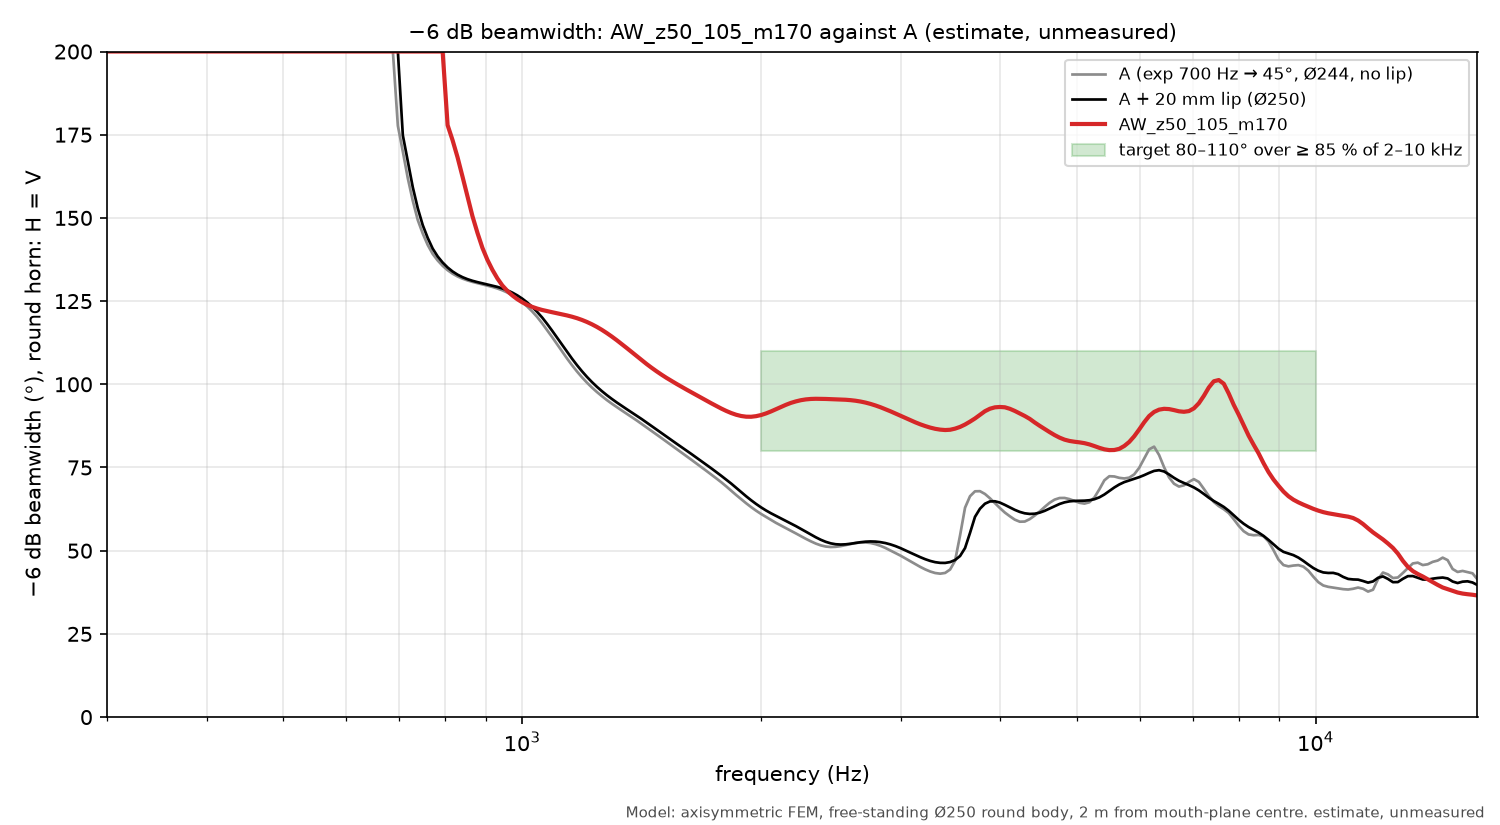 −6 dB beamwidth: AW_z50_105_m170 against A (estimate, unmeasured)
A (exp 700 Hz → 45°, Ø244, no lip)
A + 20 mm lip (Ø250)
AW_z50_105_m170
target 80–110° over ≥ 85 % of 2–10 kHz
−6 dB beamwidth (°), round horn: H = V
200
175
150
125
100
75
50
25
0
10³
10⁴
frequency (Hz)
Model: axisymmetric FEM, free-standing Ø250 round body, 2 m from mouth-plane centre. estimate, unmeasured